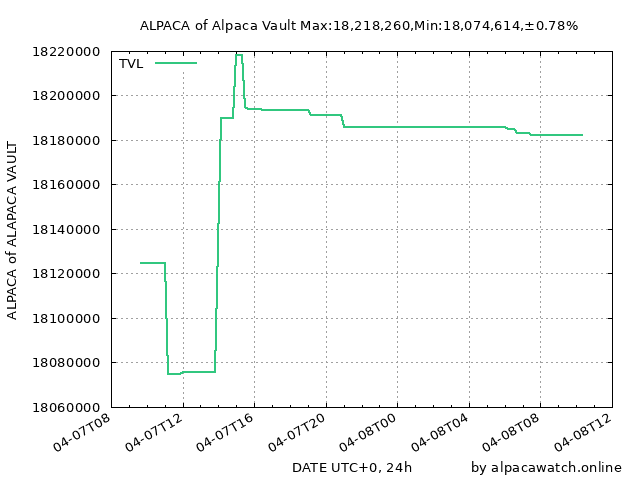 ALPACA of Alpaca Vault Max:18,218,260,Min:18,074,614,±0.78%
TVL
18220000
18200000
18180000
18160000
18140000
18120000
18100000
18080000
18060000
ALPACA of ALAPACA VAULT
04-07T08
04-07T12
04-07T16
04-07T20
04-08T00
04-08T04
04-08T08
04-08T12
DATE UTC+0, 24h
by alpacawatch.online